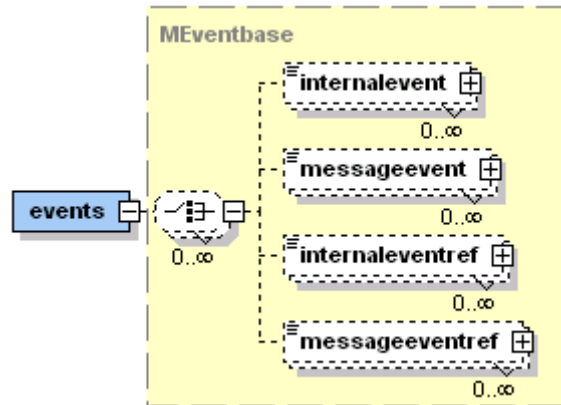 MEventbase
internalevent
0..∞
messageevent
0..∞
events
0..∞
internaleventref
0..∞
messageeventref
0..∞